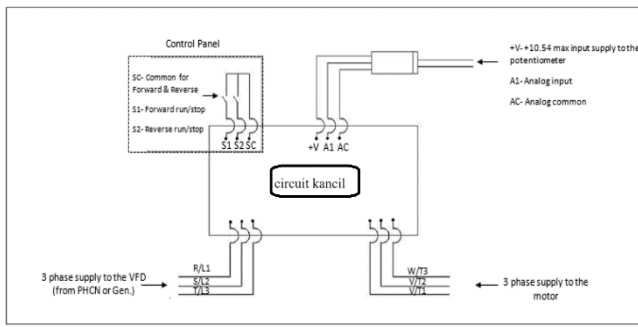 Control Panel
SC- Common for
Forward & Reverse
S1- Forward run/stop
S2- Reverse run/stop
S1 S2 SC
+V A1 AC
+V- +10.54 max input supply to the
potentiometer
A1- Analog input
AC- Analog common
circuit kancil
R/L1
S/L2
T/L3
3 phase supply to the VFD
(from PHCN or Gen.)
W/T3
V/T2
V/T1
3 phase supply to the
motor